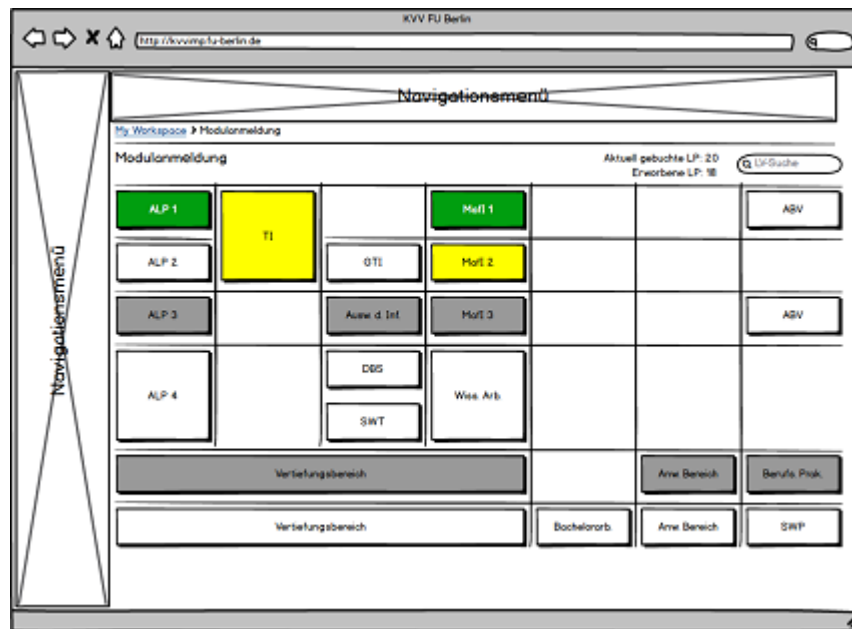 KVV FU Berlin
http://kvvimp.fu-berlin.de
Navigationsmenü
Navigationsmenü
My Workspace > Modulanmeldung
Modulanmeldung
Aktuell gebuchte LP: 20
Erworbene LP: 18
LV-Suche
ALP 1
TI
MafI 1
ABV
ALP 2
GTI
MafI 2
ALP 3
Ausw. d. Inf.
MafI 3
ABV
ALP 4
DBS
SWT
Wiss. Arb.
Vertiefungsbereich
Anw. Bereich
Berufs. Prak.
Vertiefungsbereich
Bachelorarb.
Anw. Bereich
SWP